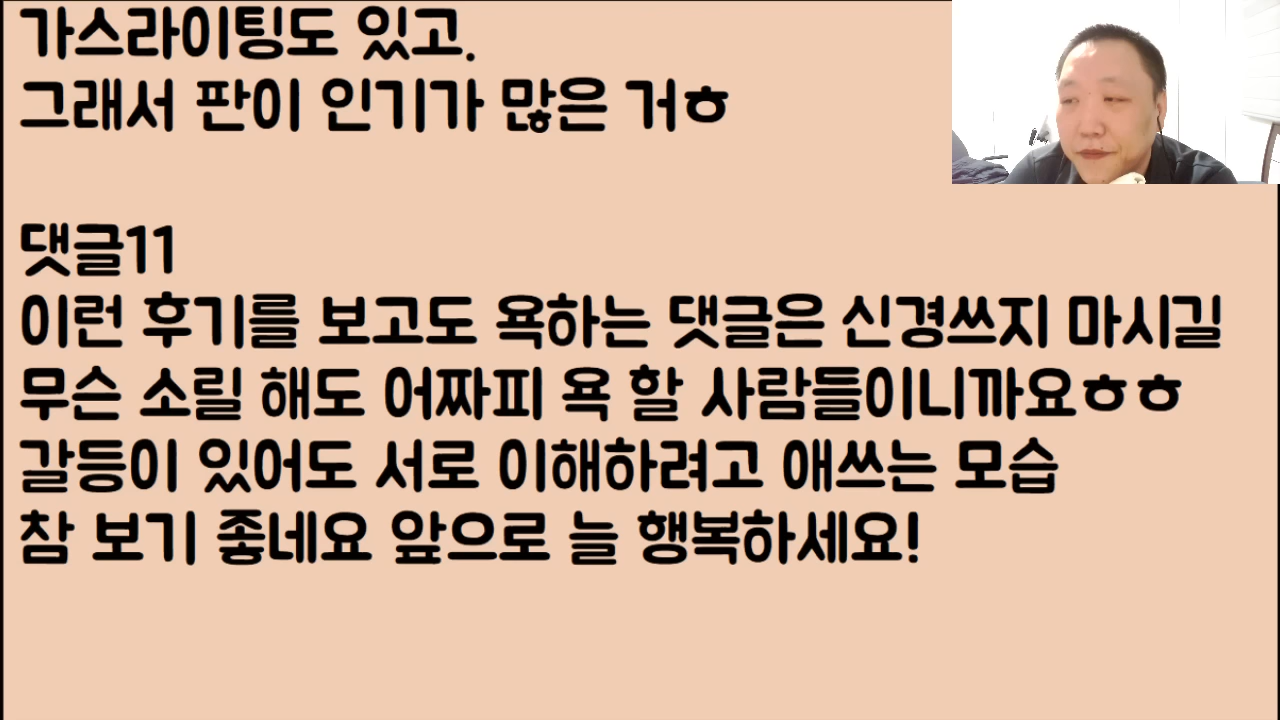 가스라이팅도 있고.
그래서 판이 인기가 많은 거ㅎ
댓글11
이런 후기를 보고도 욕하는 댓글은 신경쓰지 마시길
무슨 소릴 해도 어짜피 욕 할 사람들이니까요ㅎㅎ
갈등이 있어도 서로 이해하려고 애쓰는 모습
참 보기 좋네요 앞으로 늘 행복하세요!